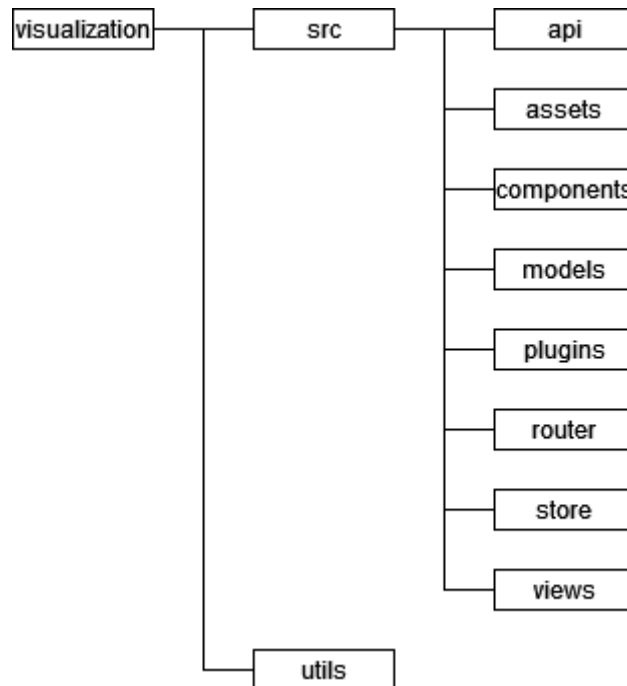 visualization
src
api
assets
components
models
plugins
router
store
views
utils